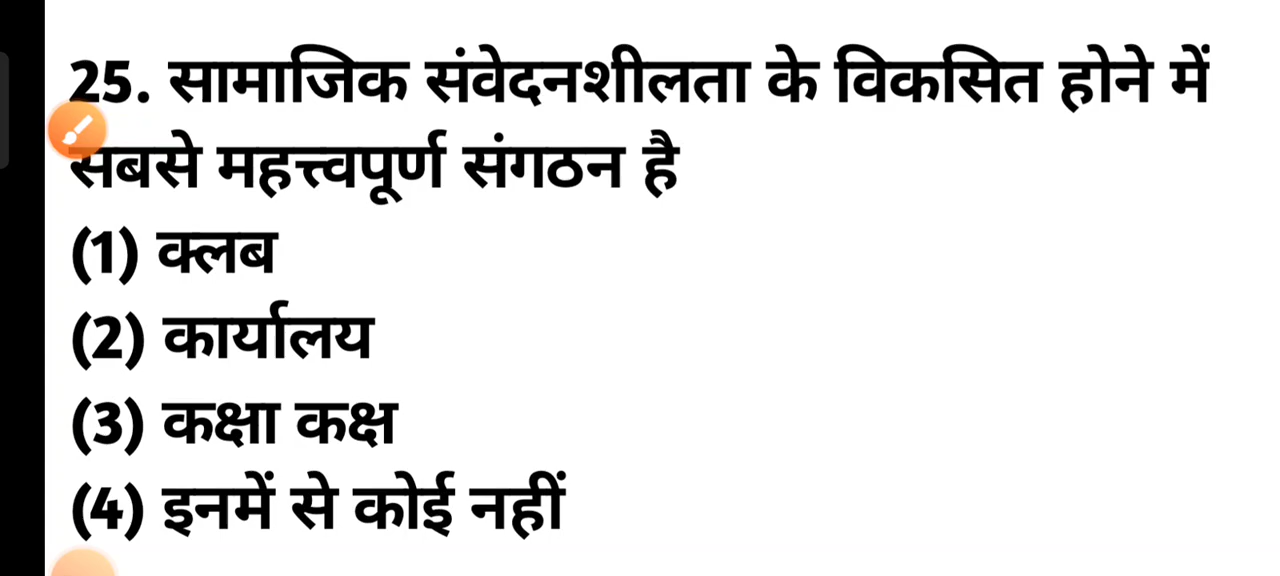 25. सामाजिक संवेदनशीलता के विकसित होने में
सबसे महत्त्वपूर्ण संगठन है
(1) क्लब
(2) कार्यालय
(3) कक्षा कक्ष
(4) इनमें से कोई नहीं